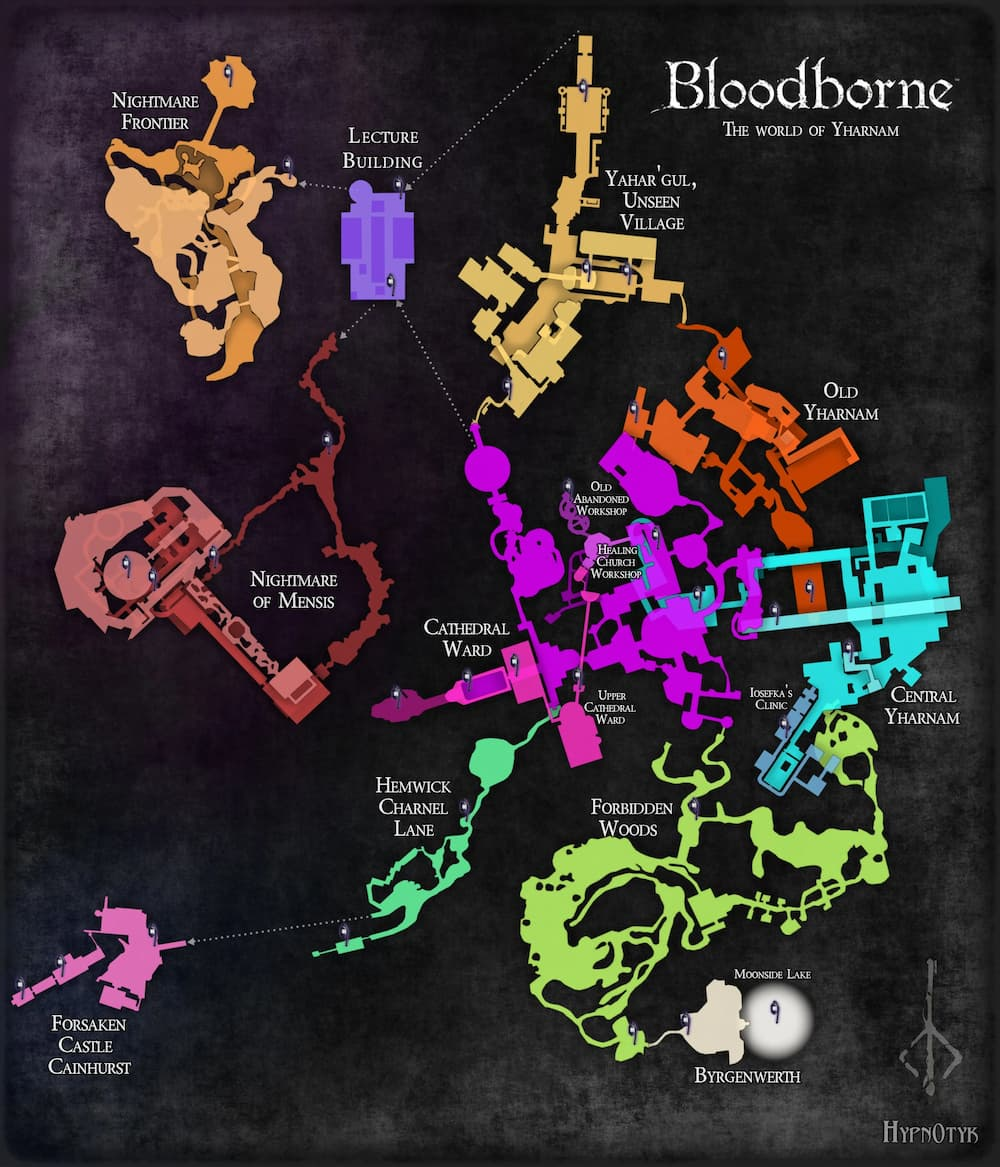 Bloodborne
The world of Yharnam
Nightmare
Frontier
Lecture
Building
Yahar'gul,
Unseen
Village
Old
Yharnam
Old
Abandoned
Workshop
Healing
Church
Workshop
Nightmare
of Mensis
Cathedral
Ward
Upper
Cathedral
Ward
Iosefka's
Clinic
Central
Yharnam
Hemwick
Charnel
Lane
Forbidden
Woods
Moonside Lake
Byrgenwerth
Forsaken
Castle
Cainhurst
Hypn0tyk